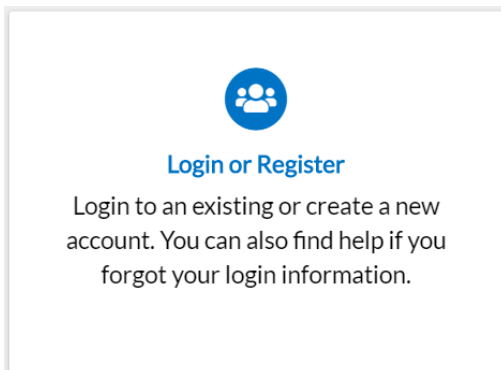 Login or Register
Login to an existing or create a new
account. You can also find help if you
forgot your login information.